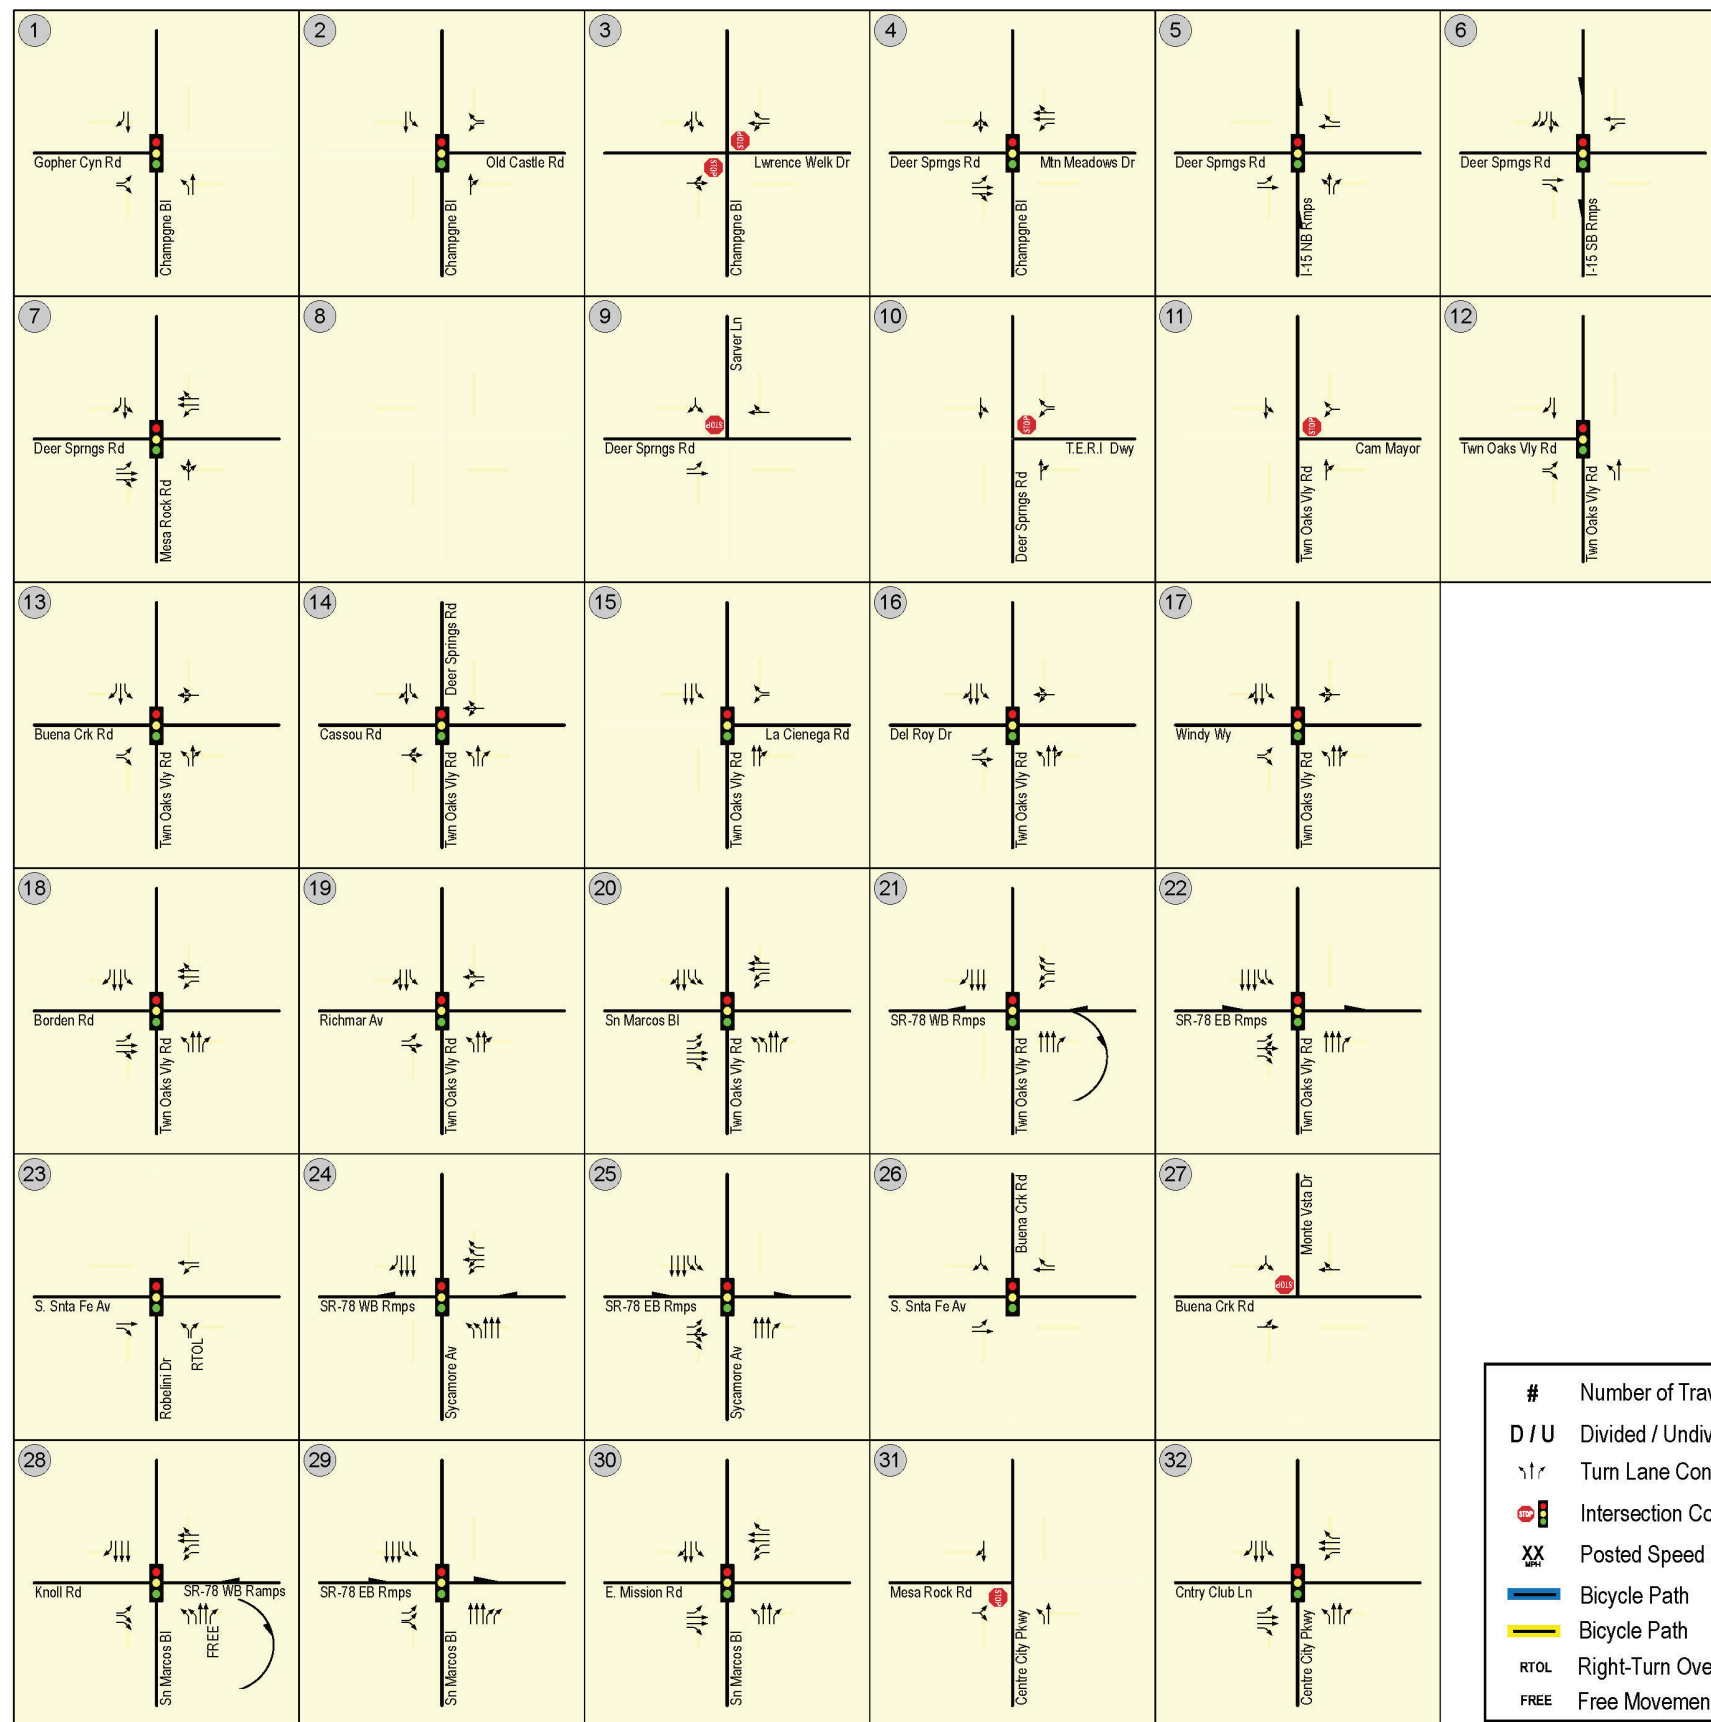 1
Gopher Cyn Rd
Champgne Bl
2
Old Castle Rd
Champgne Bl
3
STOP
STOP
Lwrence Welk Dr
Champgne Bl
4
Deer Sprngs Rd
Mtn Meadows Dr
Champgne Bl
5
Deer Sprngs Rd
I-15 NB Rmps
6
Deer Sprngs Rd
I-15 SB Rmps
7
Deer Sprngs Rd
Mesa Rock Rd
8
9
Sarver Ln
STOP
Deer Sprngs Rd
10
STOP
T.E.R.I Dwy
Deer Sprngs Rd
11
STOP
Cam Mayor
Twn Oaks Vly Rd
12
Twn Oaks Vly Rd
Twn Oaks Vly Rd
13
Buena Crk Rd
Twn Oaks Vly Rd
14
Deer Springs Rd
Cassou Rd
Twn Oaks Vly Rd
15
La Cienega Rd
Twn Oaks Vly Rd
16
Del Roy Dr
Twn Oaks Vly Rd
17
Windy Wy
Twn Oaks Vly Rd
18
Borden Rd
Twn Oaks Vly Rd
19
Richmar Av
Twn Oaks Vly Rd
20
Sn Marcos Bl
Twn Oaks Vly Rd
21
SR-78 WB Rmps
Twn Oaks Vly Rd
22
SR-78 EB Rmps
Twn Oaks Vly Rd
23
S. Snta Fe Av
Robelini Dr
RTOL
24
SR-78 WB Rmps
Sycamore Av
25
SR-78 EB Rmps
Sycamore Av
26
Buena Crk Rd
S. Snta Fe Av
27
Monte Vsta Dr
STOP
Buena Crk Rd
28
Knoll Rd
SR-78 WB Ramps
Sn Marcos Bl
FREE
29
SR-78 EB Rmps
Sn Marcos Bl
30
E. Mission Rd
Sn Marcos Bl
31
Mesa Rock Rd
STOP
Centre City Pkwy
32
Cntry Club Ln
Centre City Pkwy
# Number of Trav
D / U Divided / Undiv
Turn Lane Con
STOP Intersection Co
XX MPH Posted Speed
Bicycle Path
Bicycle Path
RTOL Right-Turn Ove
FREE Free Movemen